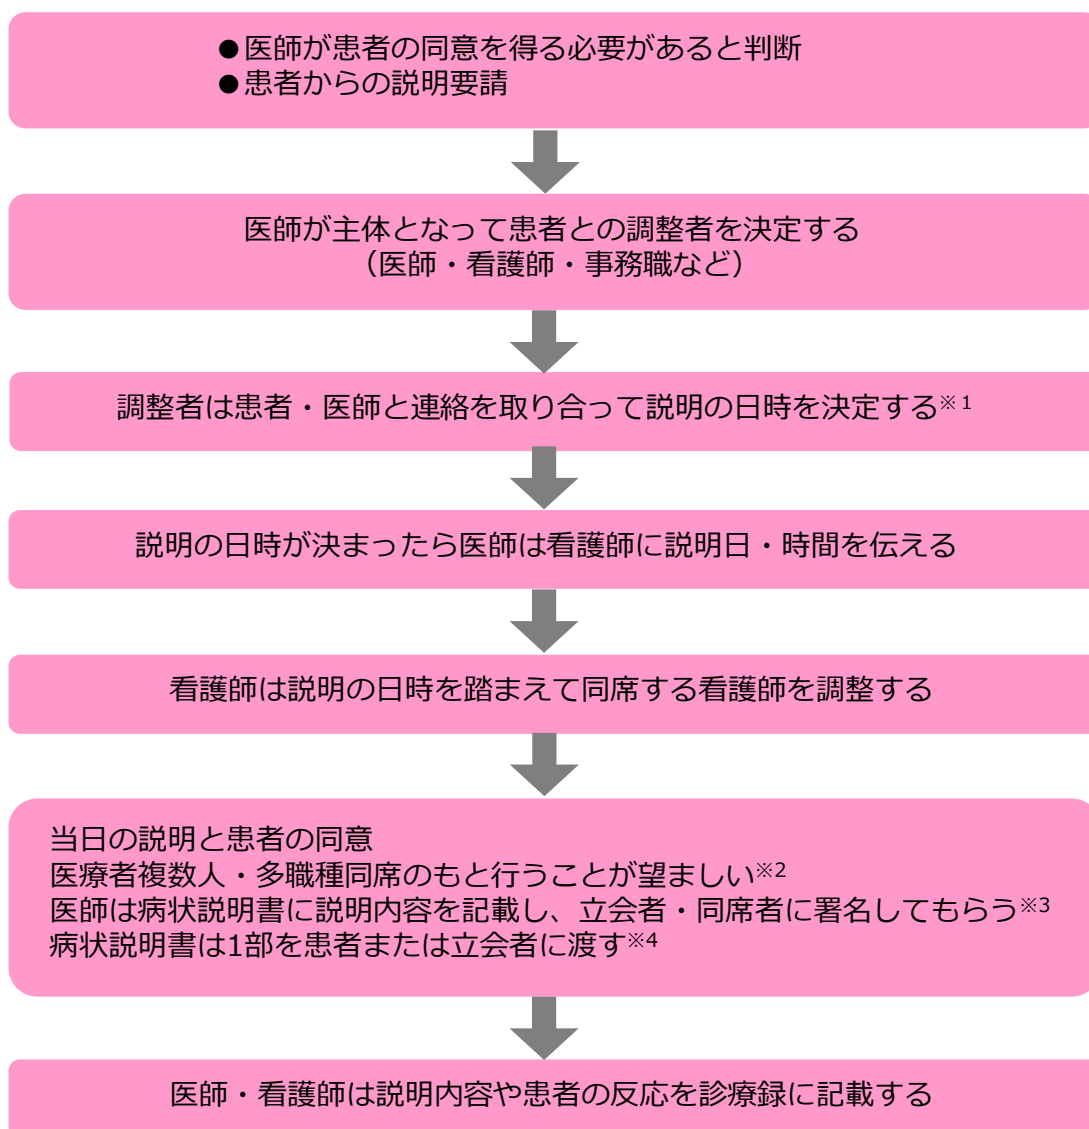 ●医師が患者の同意を得る必要があると判断
●患者からの説明要請
医師が主体となって患者との調整者を決定する
（医師・看護師・事務職など）
調整者は患者・医師と連絡を取り合って説明の日時を決定する※1
説明の日時が決まったら医師は看護師に説明日・時間を伝える
看護師は説明の日時を踏まえて同席する看護師を調整する
当日の説明と患者の同意
医療者複数人・多職種同席のもと行うことが望ましい※2
医師は病状説明書に説明内容を記載し、立会者・同席者に署名してもらう※3
病状説明書は1部を患者または立会者に渡す※4
医師・看護師は説明内容や患者の反応を診療録に記載する